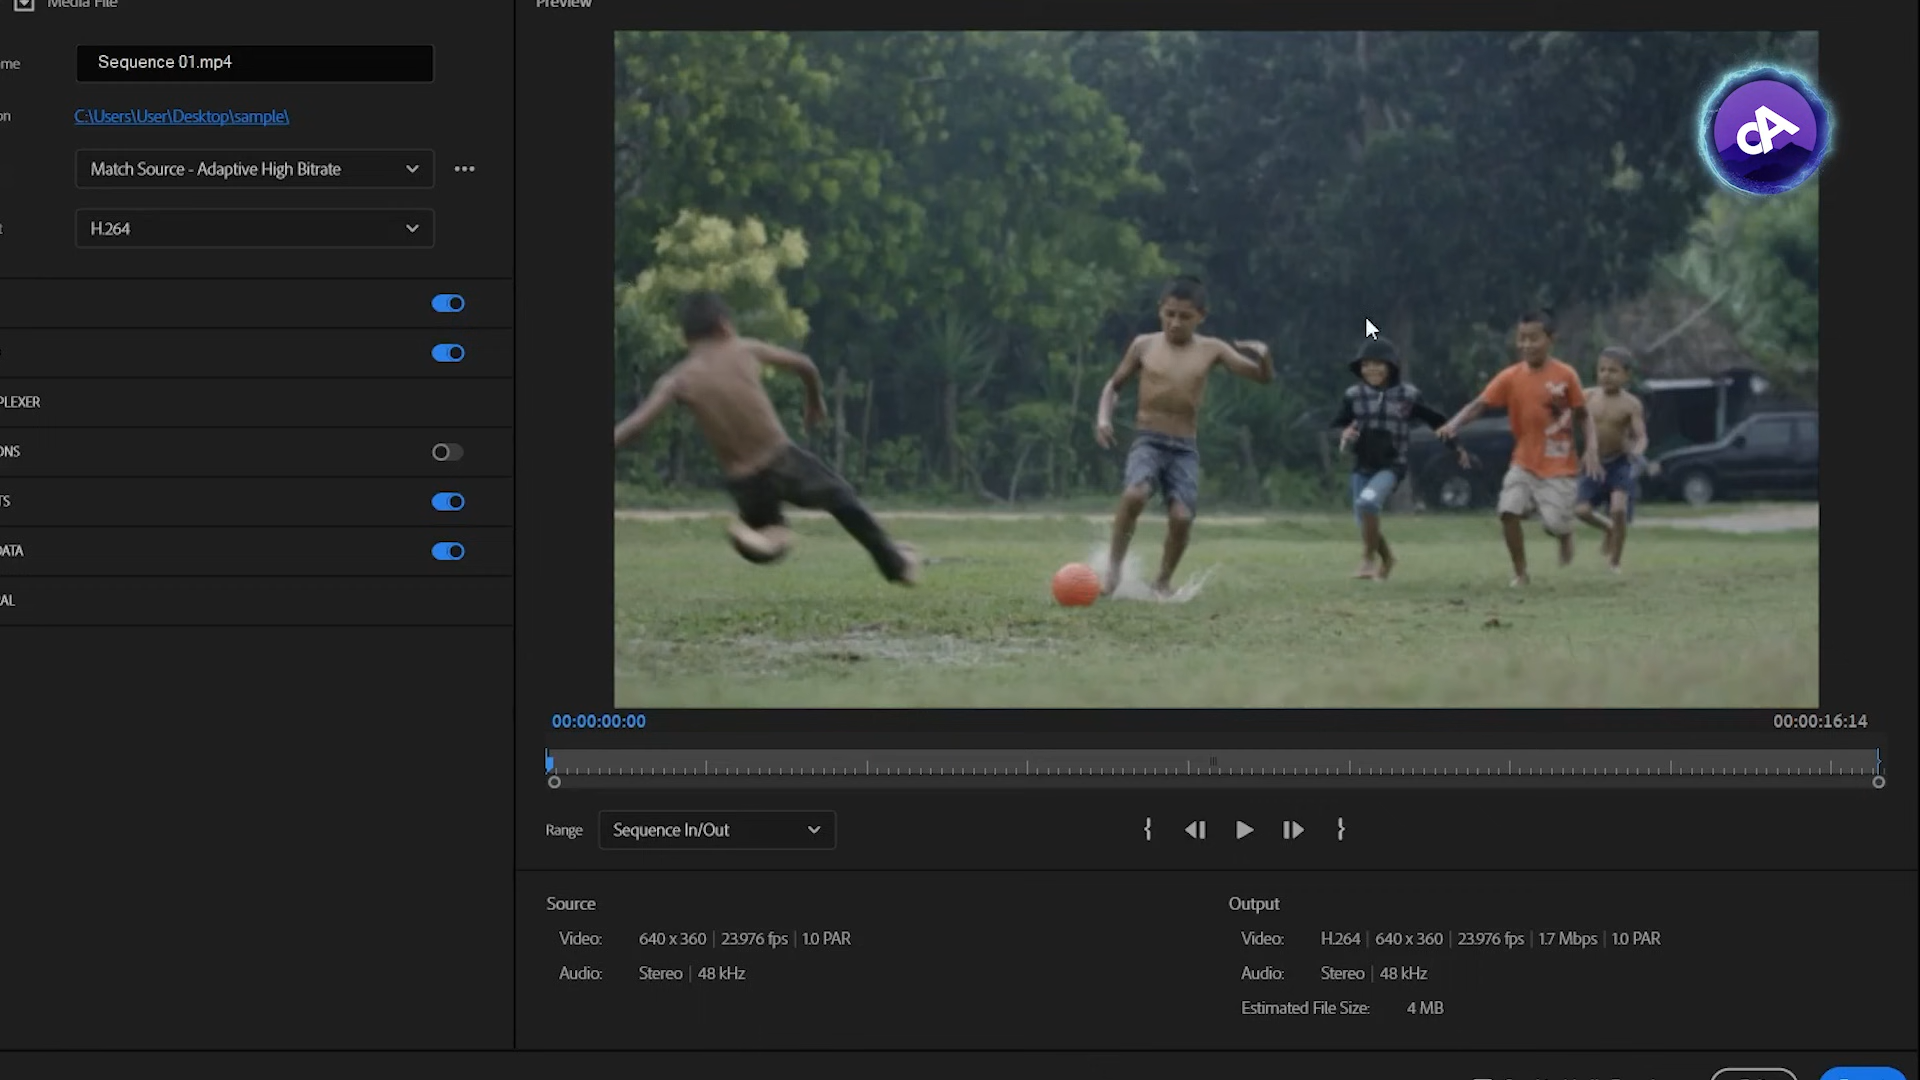 Media File
Preview
me
Sequence 01.mp4
on
C:\Users\User\Desktop\sample\
Match Source - Adaptive High Bitrate
t
H.264
PLEXER
ONS
TS
DATA
RAL
00:00:00:00
00:00:16:14
Range
Sequence In/Out
Source
Output
Video: 640 x 360 | 23.976 fps | 1.0 PAR
Video: H.264 | 640 x 360 | 23.976 fps | 1.7 Mbps | 1.0 PAR
Audio: Stereo | 48 kHz
Audio: Stereo | 48 kHz
Estimated File Size: 4 MB